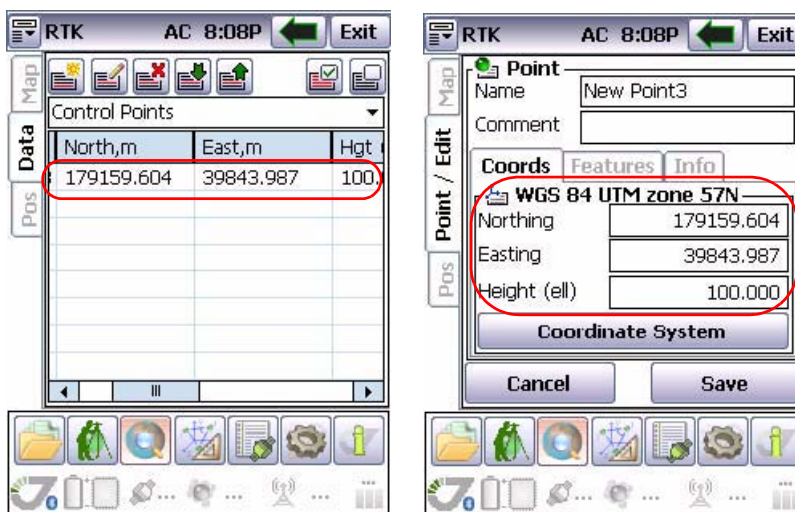 RTK AC 8:08P Exit
Map
Data
Pos
Control Points
North,m East,m Hgt
179159.604 39843.987 100.
RTK AC 8:08P Exit
Map
Point / Edit
Pos
Point
Name New Point3
Comment
Coords Features Info
WGS 84 UTM zone 57N
Northing 179159.604
Easting 39843.987
Height (ell) 100.000
Coordinate System
Cancel Save
... ... ...
... ... ...